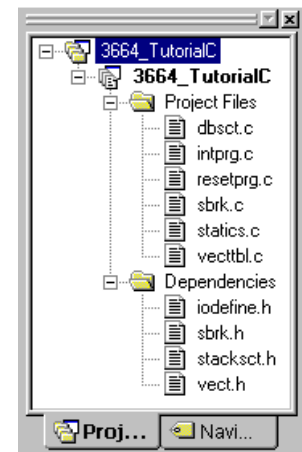 3664_TutorialC
3664_TutorialC
Project Files
dbsct.c
intprg.c
resetprg.c
sbrk.c
statics.c
vecttbl.c
Dependencies
iodefine.h
sbrk.h
stacksct.h
vect.h
Proj... Navi...